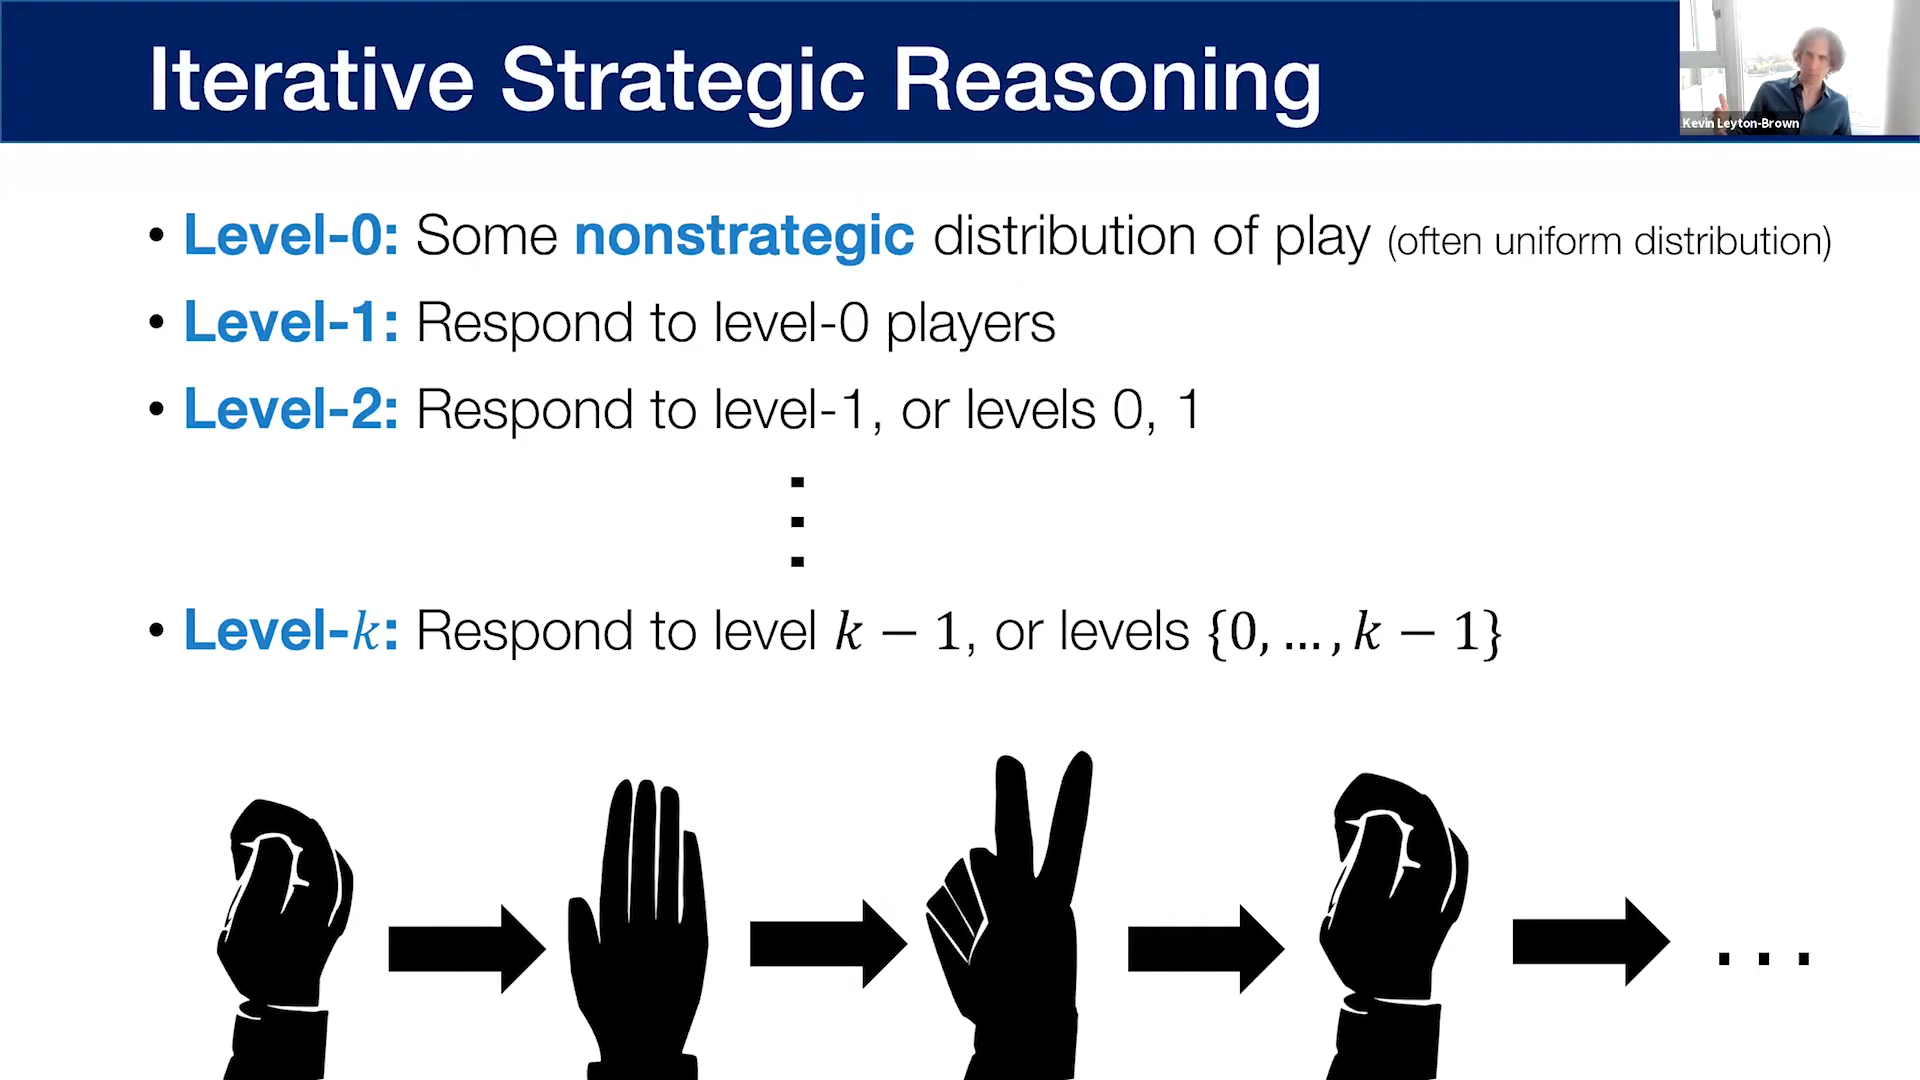 Iterative Strategic Reasoning
Kevin Leyton-Brown
• Level-0: Some nonstrategic distribution of play (often uniform distribution)
• Level-1: Respond to level-0 players
• Level-2: Respond to level-1, or levels 0, 1
⋮
• Level-k: Respond to level k − 1, or levels {0, … , k − 1}
...